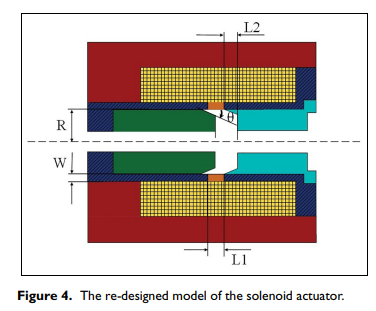 L2
θ
R
W
L1
Figure 4. The re-designed model of the solenoid actuator.